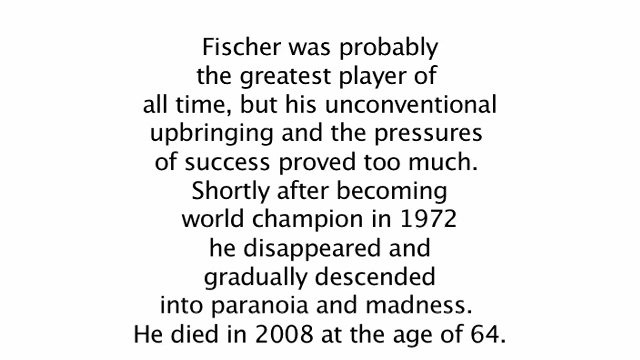 Fischer was probably
the greatest player of
all time, but his unconventional
upbringing and the pressures
of success proved too much.
Shortly after becoming
world champion in 1972
he disappeared and
gradually descended
into paranoia and madness.
He died in 2008 at the age of 64.